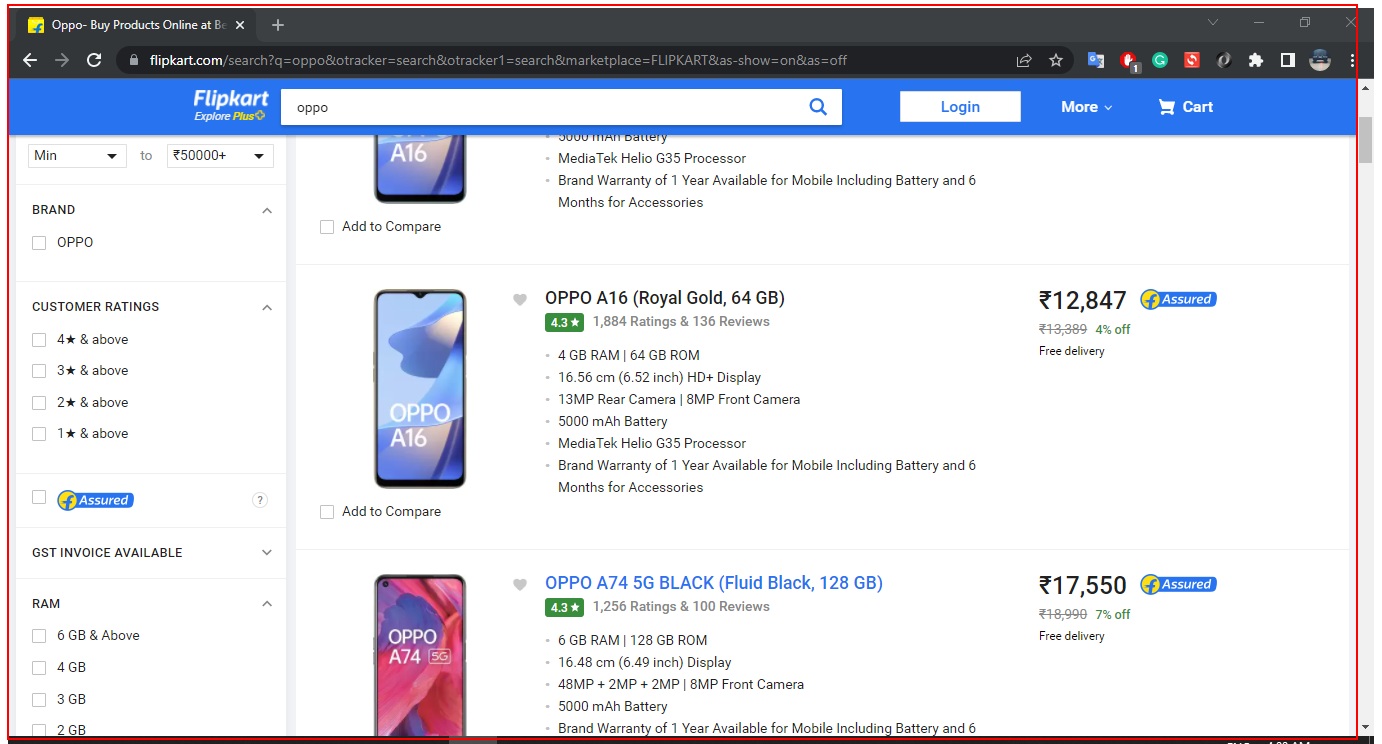 Oppo- Buy Products Online at Be
flipkart.com/search?q=oppo&otracker=search&otracker1=search&marketplace=FLIPKART&as-show=on&as=off
1
Flipkart
Explore Plus
oppo
Login
More
Cart
Min
to
₹50000+
BRAND
OPPO
CUSTOMER RATINGS
4★ & above
3★ & above
2★ & above
1★ & above
Assured
?
GST INVOICE AVAILABLE
RAM
6 GB & Above
4 GB
3 GB
2 GB
A16
5000 mAh Battery
MediaTek Helio G35 Processor
Brand Warranty of 1 Year Available for Mobile Including Battery and 6
Months for Accessories
Add to Compare
OPPO
A16
OPPO A16 (Royal Gold, 64 GB)
4.3★ 1,884 Ratings & 136 Reviews
4 GB RAM | 64 GB ROM
16.56 cm (6.52 inch) HD+ Display
13MP Rear Camera | 8MP Front Camera
5000 mAh Battery
MediaTek Helio G35 Processor
Brand Warranty of 1 Year Available for Mobile Including Battery and 6
Months for Accessories
₹12,847 Assured
₹13,389 4% off
Free delivery
Add to Compare
OPPO
A74 5G
OPPO A74 5G BLACK (Fluid Black, 128 GB)
4.3★ 1,256 Ratings & 100 Reviews
6 GB RAM | 128 GB ROM
16.48 cm (6.49 inch) Display
48MP + 2MP + 2MP | 8MP Front Camera
5000 mAh Battery
Brand Warranty of 1 Year Available for Mobile Including Battery and 6
₹17,550 Assured
₹18,990 7% off
Free delivery